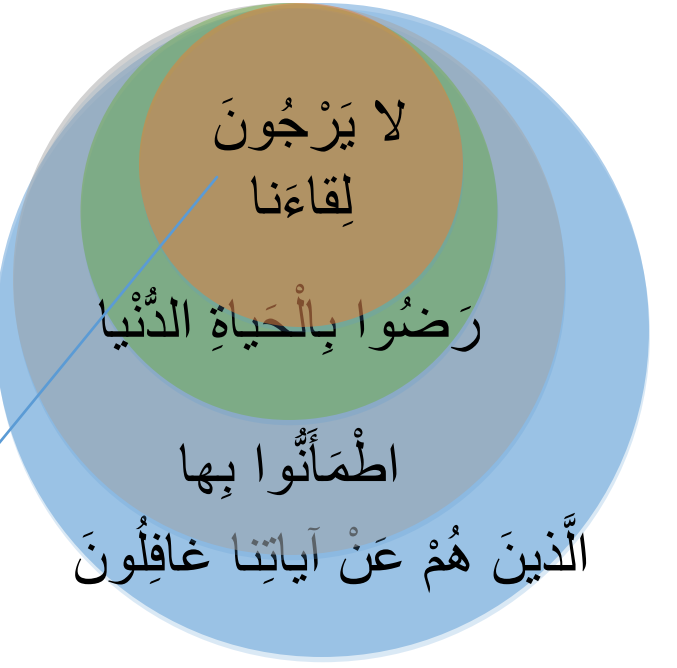 لا يَرْجُونَ
لِقاءَنا
رَضُوا بِالْحَياةِ الدُّنْيا
اطْمَأَنُّوا بِها
الَّذينَ هُمْ عَنْ آياتِنا غافِلُونَ